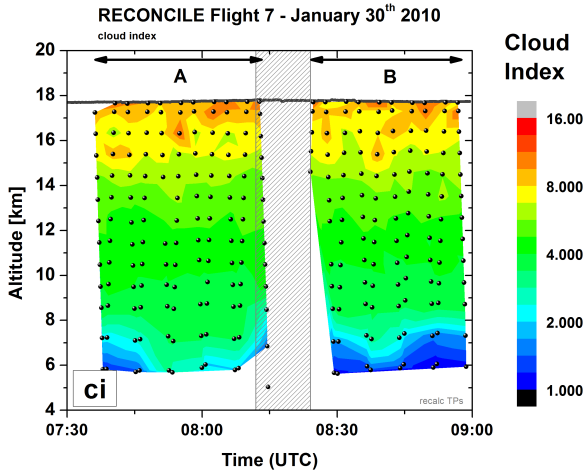 RECONCILE Flight 7 - January 30th 2010
cloud index
Cloud
Index
A
B
20
18
16
14
12
10
8
6
4
Altitude [km]
ci
recalc TPs
07:30
08:00
08:30
09:00
Time (UTC)
16.00
8.000
4.000
2.000
1.000